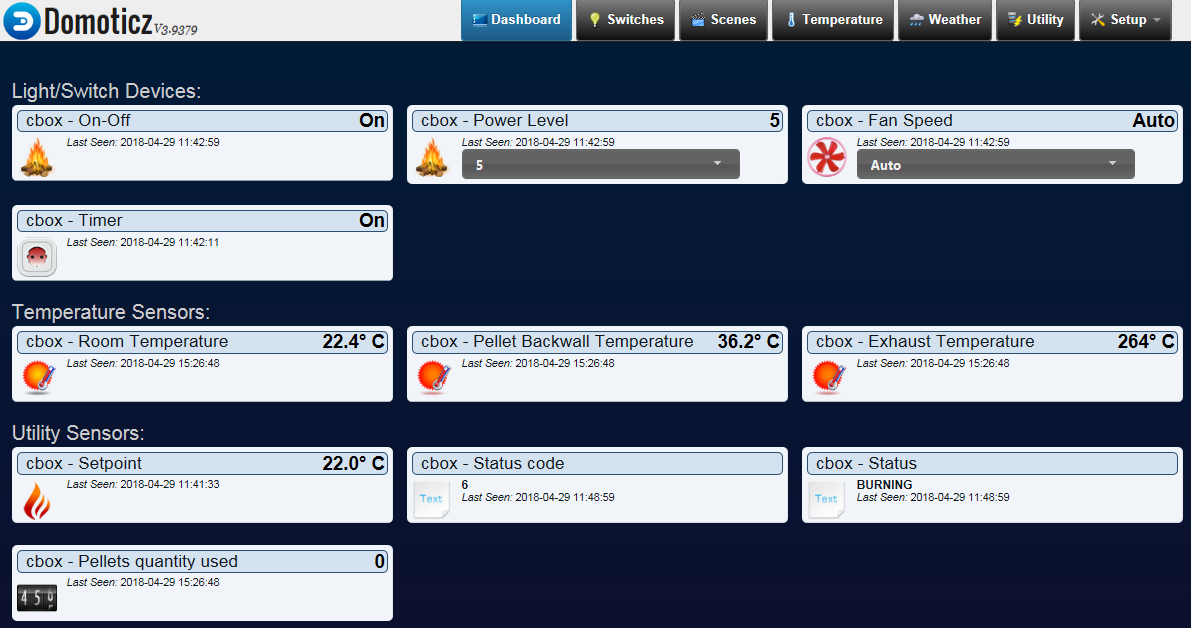 Domoticz V3.9379
Dashboard Switches Scenes Temperature Weather Utility Setup
Light/Switch Devices:
cbox - On-Off On
Last Seen: 2018-04-29 11:42:59
cbox - Power Level 5
Last Seen: 2018-04-29 11:42:59
5
cbox - Fan Speed Auto
Last Seen: 2018-04-29 11:42:59
Auto
cbox - Timer On
Last Seen: 2018-04-29 11:42:11
Temperature Sensors:
cbox - Room Temperature 22.4° C
Last Seen: 2018-04-29 15:26:48
cbox - Pellet Backwall Temperature 36.2° C
Last Seen: 2018-04-29 15:26:48
cbox - Exhaust Temperature 264° C
Last Seen: 2018-04-29 15:26:48
Utility Sensors:
cbox - Setpoint 22.0° C
Last Seen: 2018-04-29 11:41:33
cbox - Status code
Text
6
Last Seen: 2018-04-29 11:48:59
cbox - Status
Text
BURNING
Last Seen: 2018-04-29 11:48:59
cbox - Pellets quantity used 0
Last Seen: 2018-04-29 15:26:48